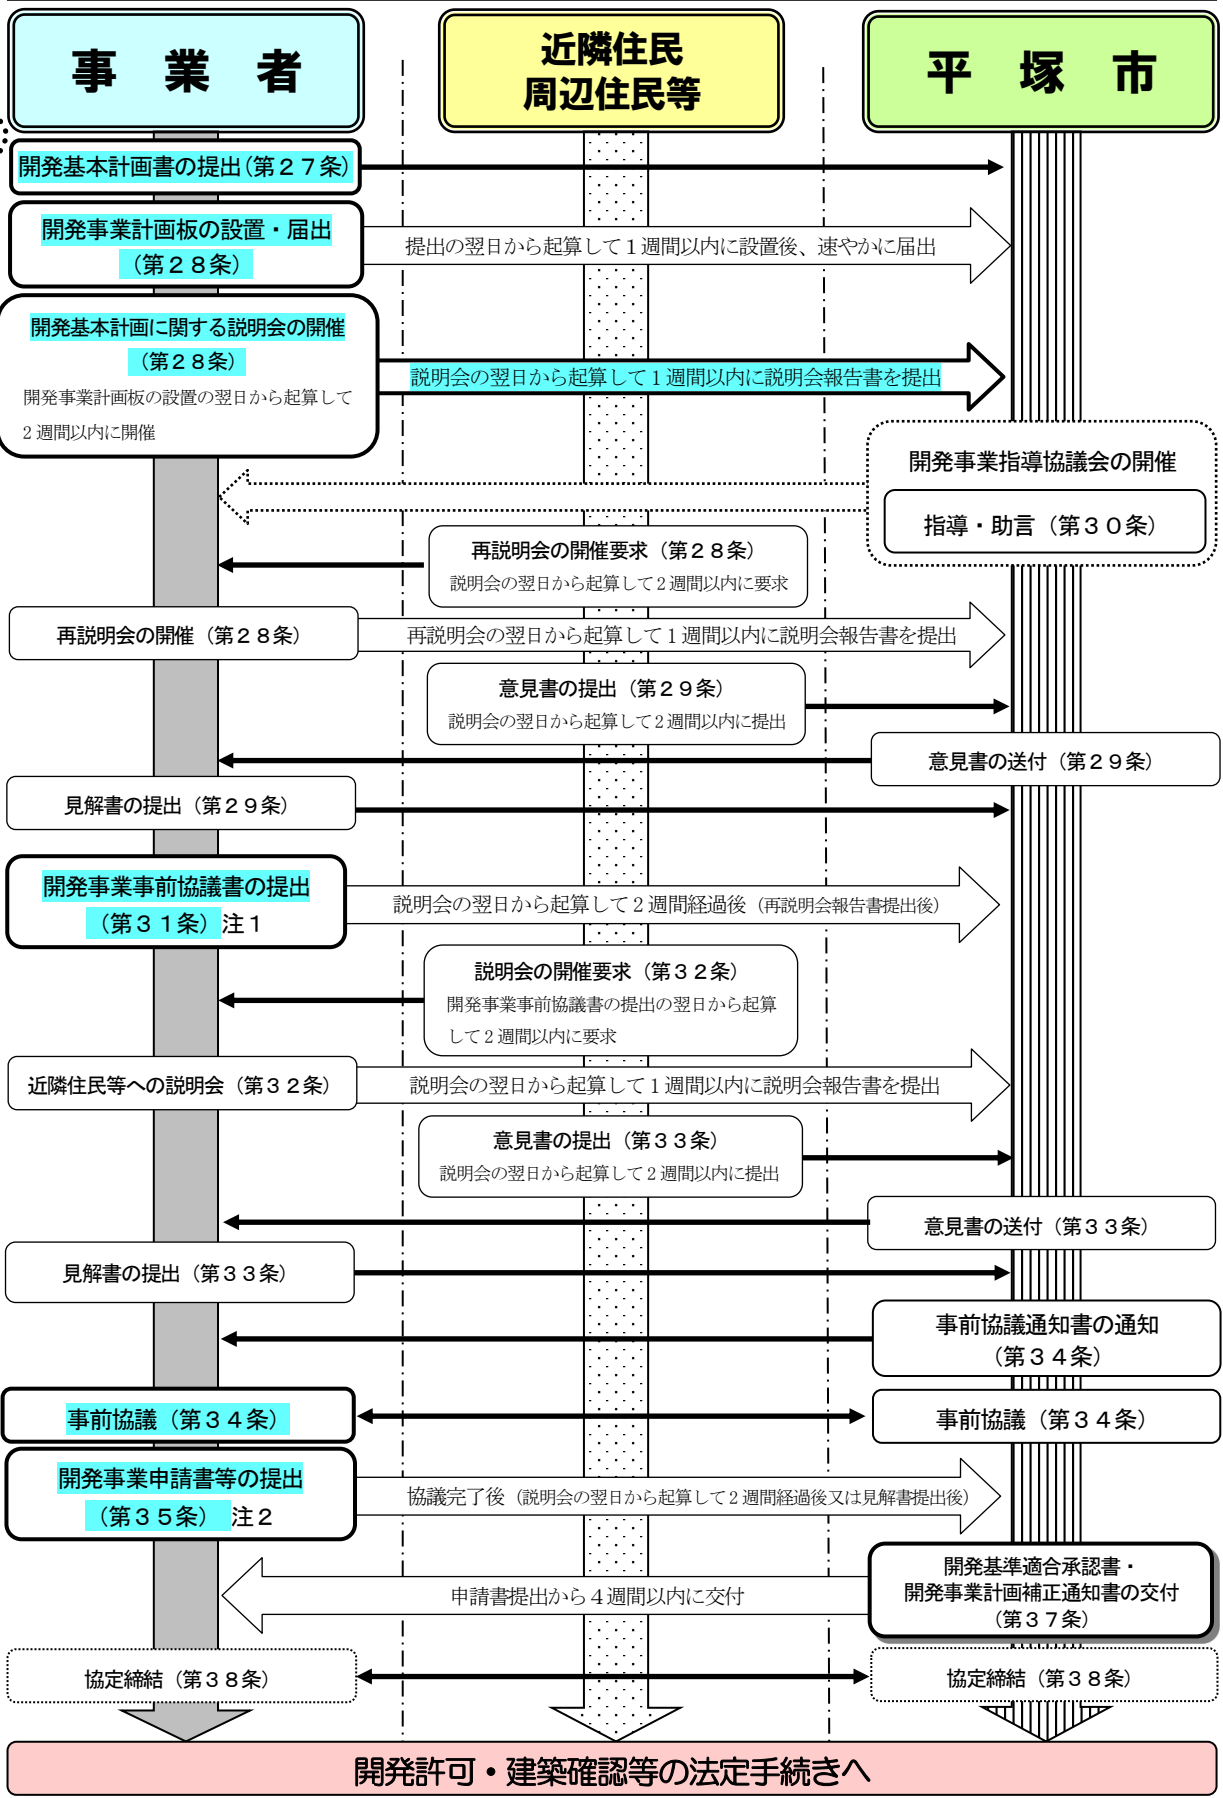 事 業 者
近隣住民
周辺住民等
平 塚 市
開発基本計画書の提出(第27条)
開発事業計画板の設置・届出
(第28条)
提出の翌日から起算して1週間以内に設置後、速やかに届出
開発基本計画に関する説明会の開催
(第28条)
開発事業計画板の設置の翌日から起算して
2週間以内に開催
説明会の翌日から起算して1週間以内に説明会報告書を提出
開発事業指導協議会の開催
指導・助言(第30条)
再説明会の開催要求(第28条)
説明会の翌日から起算して2週間以内に要求
再説明会の開催(第28条)
再説明会の翌日から起算して1週間以内に説明会報告書を提出
意見書の提出(第29条)
説明会の翌日から起算して2週間以内に提出
意見書の送付(第29条)
見解書の提出(第29条)
開発事業事前協議書の提出
(第31条)注1
説明会の翌日から起算して2週間経過後(再説明会報告書提出後)
説明会の開催要求(第32条)
開発事業事前協議書の提出の翌日から起算
して2週間以内に要求
近隣住民等への説明会(第32条)
説明会の翌日から起算して1週間以内に説明会報告書を提出
意見書の提出(第33条)
説明会の翌日から起算して2週間以内に提出
意見書の送付(第33条)
見解書の提出(第33条)
事前協議通知書の通知
(第34条)
事前協議(第34条)
事前協議(第34条)
開発事業申請書等の提出
(第35条) 注2
協議完了後(説明会の翌日から起算して2週間経過後又は見解書提出後)
開発基準適合承認書・
開発事業計画補正通知書の交付
(第37条)
申請書提出から4週間以内に交付
協定締結(第38条)
協定締結(第38条)
開発許可・建築確認等の法定手続きへ